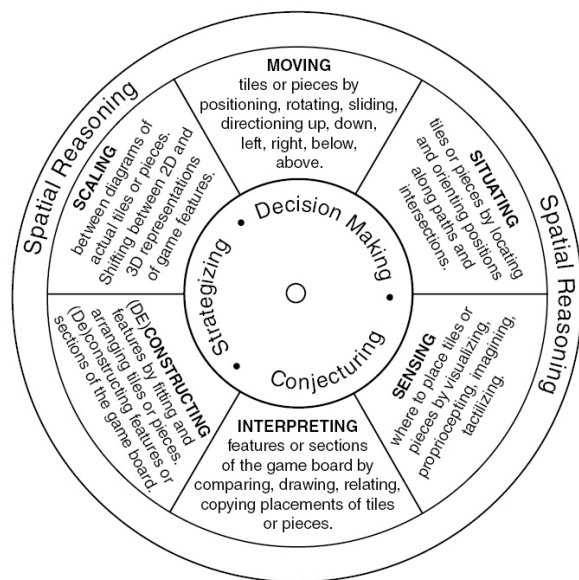 Spatial Reasoning
Spatial Reasoning
MOVING
tiles or pieces by
positioning, rotating, sliding,
directioning up, down,
left, right, below,
above.
SITUATING
tiles or pieces by locating
and orienting positions
along paths and
intersections.
SENSING
where to place tiles or
pieces by visualizing,
propriocepting, imagining,
tactilizing.
INTERPRETING
features or sections
of the game board by
comparing, drawing, relating,
copying placements of tiles
or pieces.
(DE)CONSTRUCTING
features by fitting and
arranging tiles or pieces.
(De)constructing features or
sections of the game board.
SCALING
between diagrams of
actual tiles or pieces.
Shifting between 2D and
3D representations
of game features.
Decision Making
Conjecturing
Strategizing